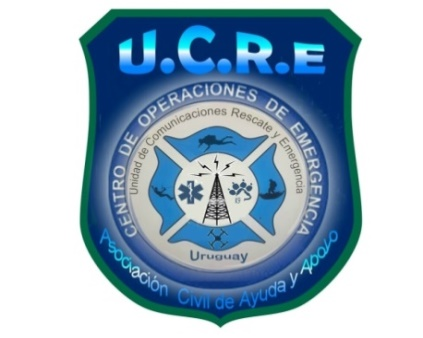 U.C.R.E
CENTRO DE OPERACIONES DE EMERGENCIA
Unidad de Comunicaciones Rescate y Emergencia
Uruguay
Asociación Civil de Ayuda y Apoyo